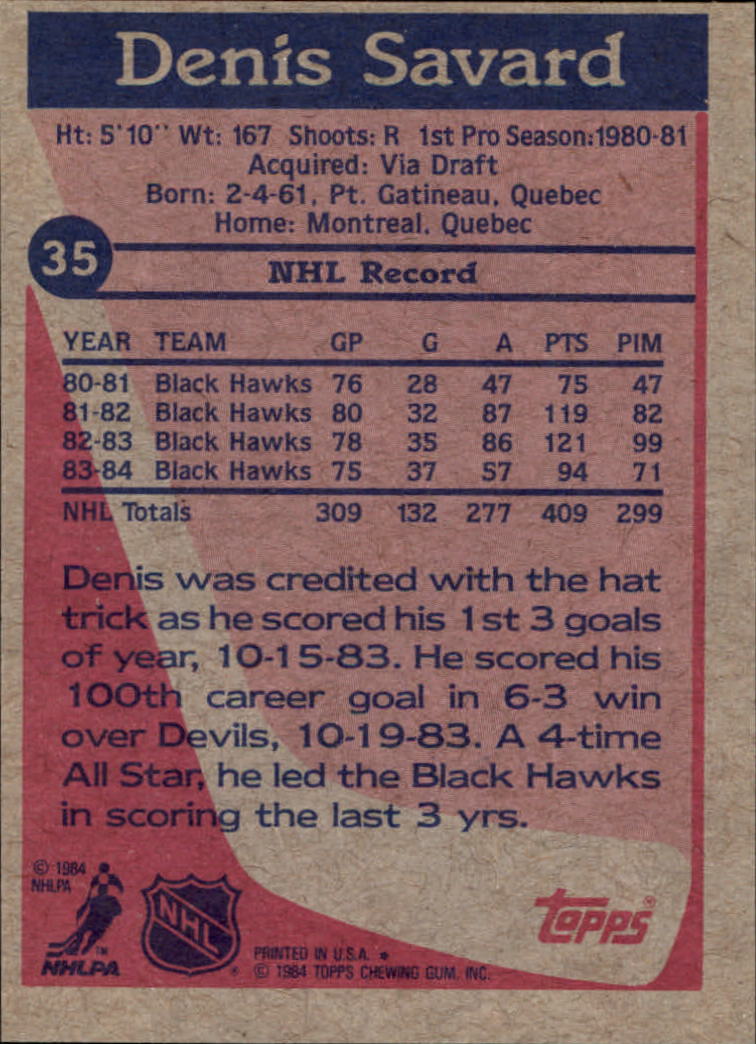 Denis Savard
Ht: 5'10" Wt: 167 Shoots: R 1st Pro Season:1980-81
Acquired: Via Draft
Born: 2-4-61, Pt. Gatineau, Quebec
Home: Montreal, Quebec
35
NHL Record
YEAR TEAM GP G A PTS PIM
80-81 Black Hawks 76 28 47 75 47
81-82 Black Hawks 80 32 87 119 82
82-83 Black Hawks 78 35 86 121 99
83-84 Black Hawks 75 37 57 94 71
NHL Totals 309 132 277 409 299
Denis was credited with the hat
trick as he scored his 1st 3 goals
of year, 10-15-83. He scored his
100th career goal in 6-3 win
over Devils, 10-19-83. A 4-time
All Star, he led the Black Hawks
in scoring the last 3 yrs.
© 1984
NHLPA
NHLPA™
NHL®
PRINTED IN U.S.A. *
© 1984 TOPPS CHEWING GUM, INC.
topps®